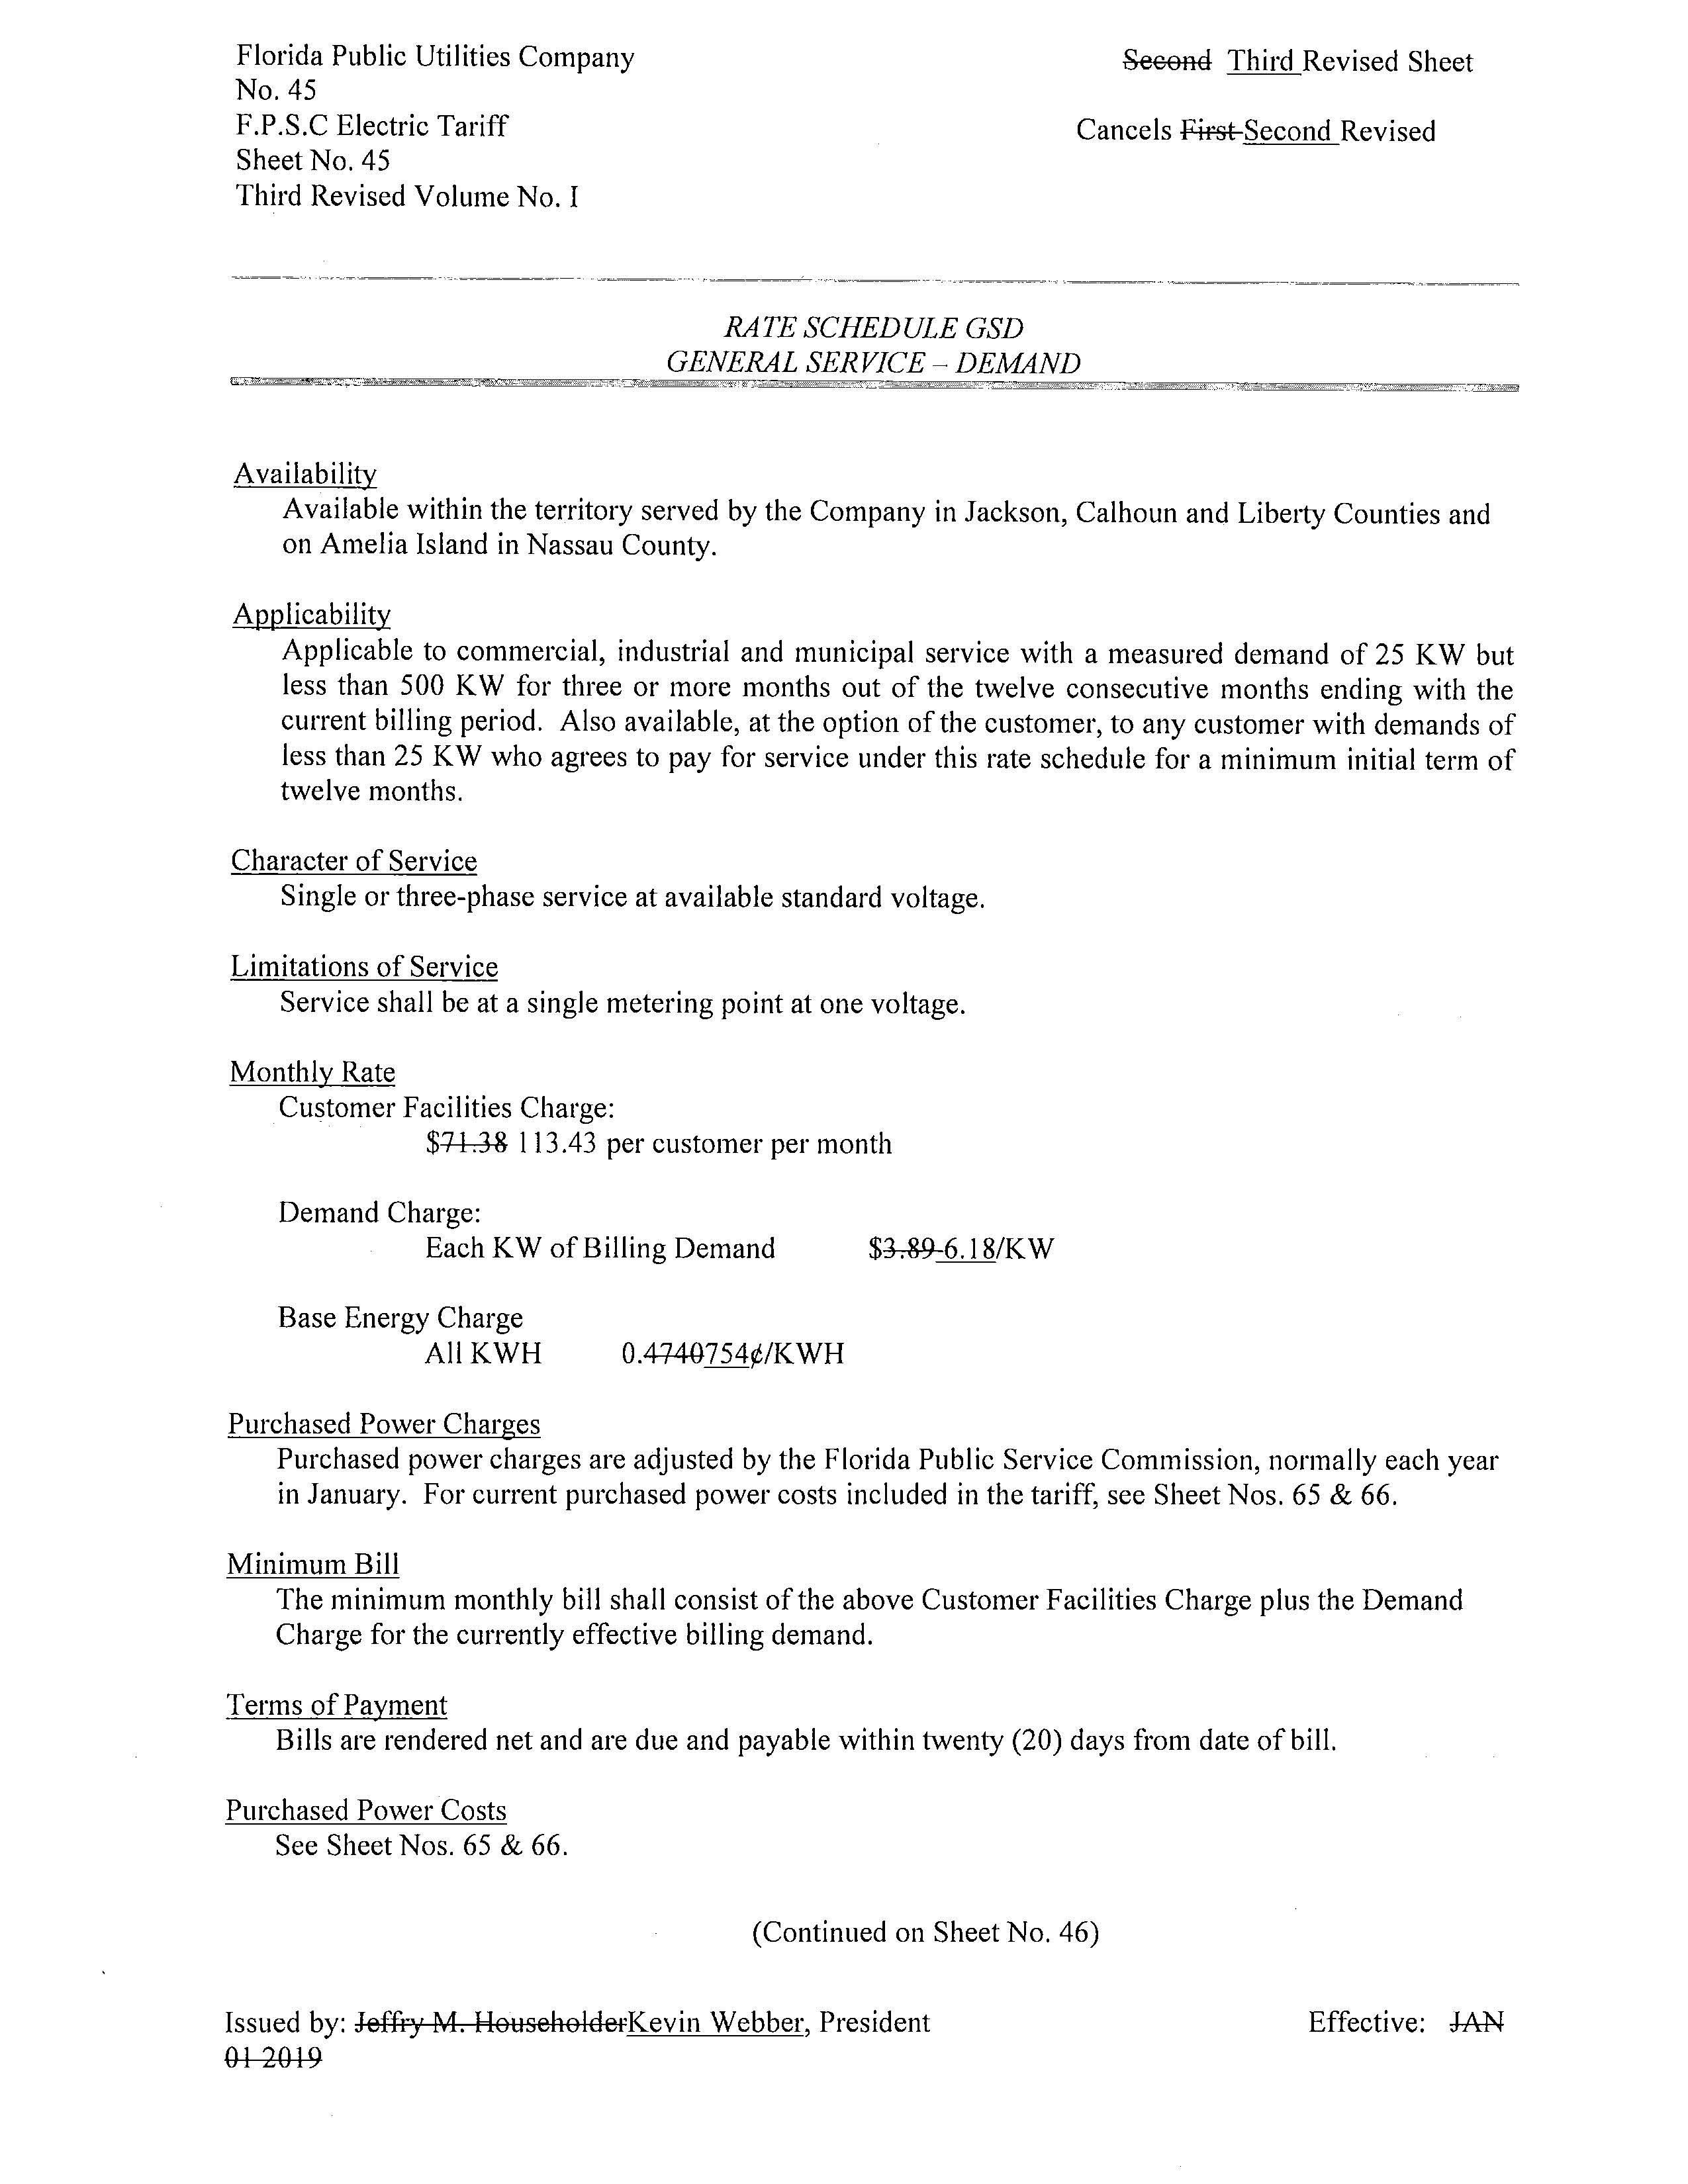 Florida Public Utilities Company
Second Third Revised Sheet
No. 45
F.P.S.C Electric Tariff
Cancels First Second Revised
Sheet No. 45
Third Revised Volume No. I
RATE SCHEDULE GSD
GENERAL SERVICE – DEMAND
Availability
Available within the territory served by the Company in Jackson, Calhoun and Liberty Counties and
on Amelia Island in Nassau County.
Applicability
Applicable to commercial, industrial and municipal service with a measured demand of 25 KW but
less than 500 KW for three or more months out of the twelve consecutive months ending with the
current billing period. Also available, at the option of the customer, to any customer with demands of
less than 25 KW who agrees to pay for service under this rate schedule for a minimum initial term of
twelve months.
Character of Service
Single or three-phase service at available standard voltage.
Limitations of Service
Service shall be at a single metering point at one voltage.
Monthly Rate
Customer Facilities Charge:
$71.38 113.43 per customer per month
Demand Charge:
Each KW of Billing Demand $3.89 6.18/KW
Base Energy Charge
All KWH 0.4740754¢/KWH
Purchased Power Charges
Purchased power charges are adjusted by the Florida Public Service Commission, normally each year
in January. For current purchased power costs included in the tariff, see Sheet Nos. 65 & 66.
Minimum Bill
The minimum monthly bill shall consist of the above Customer Facilities Charge plus the Demand
Charge for the currently effective billing demand.
Terms of Payment
Bills are rendered net and are due and payable within twenty (20) days from date of bill.
Purchased Power Costs
See Sheet Nos. 65 & 66.
(Continued on Sheet No. 46)
Issued by: Jeffry M. HouseholderKevin Webber, President Effective: JAN
01 2019